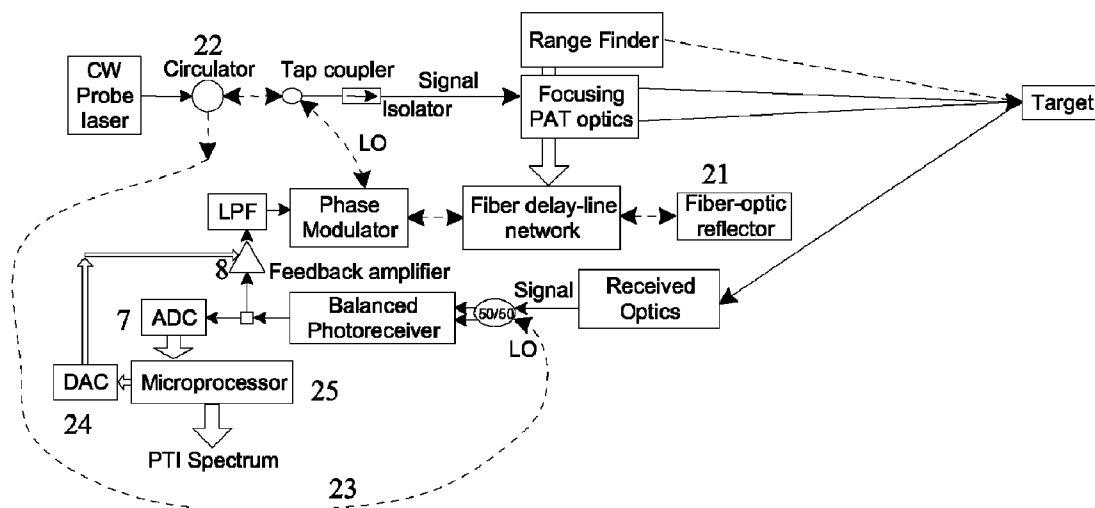 Range Finder
22
CW
Probe
laser
Circulator
Tap coupler
Signal
Isolator
Focusing
PAT optics
Target
LO
21
LPF
Phase
Modulator
Fiber delay-line
network
Fiber-optic
reflector
8
Feedback amplifier
7
ADC
Balanced
Photoreceiver
50/50
Signal
LO
Received
Optics
DAC
Microprocessor
24
25
PTI Spectrum
23